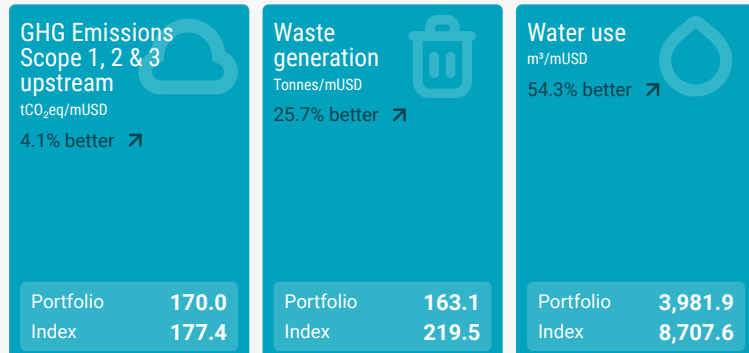 GHG Emissions
Scope 1, 2 & 3
upstream
tCO₂eq/mUSD
4.1% better
Portfolio 170.0
Index 177.4
Waste
generation
Tonnes/mUSD
25.7% better
Portfolio 163.1
Index 219.5
Water use
m³/mUSD
54.3% better
Portfolio 3,981.9
Index 8,707.6